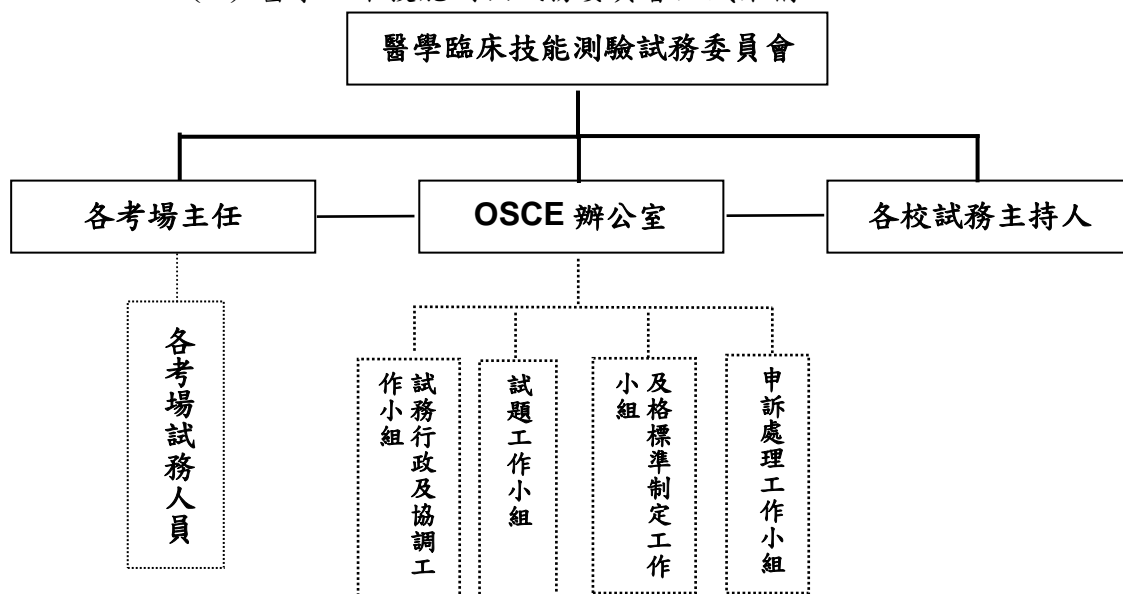 醫學臨床技能測驗試務委員會
各考場主任
OSCE 辦公室
各校試務主持人
各考場試務人員
試務行政及協調工
作小組
試題工作小組
及格標準制定工作
小組
申訴處理工作小組